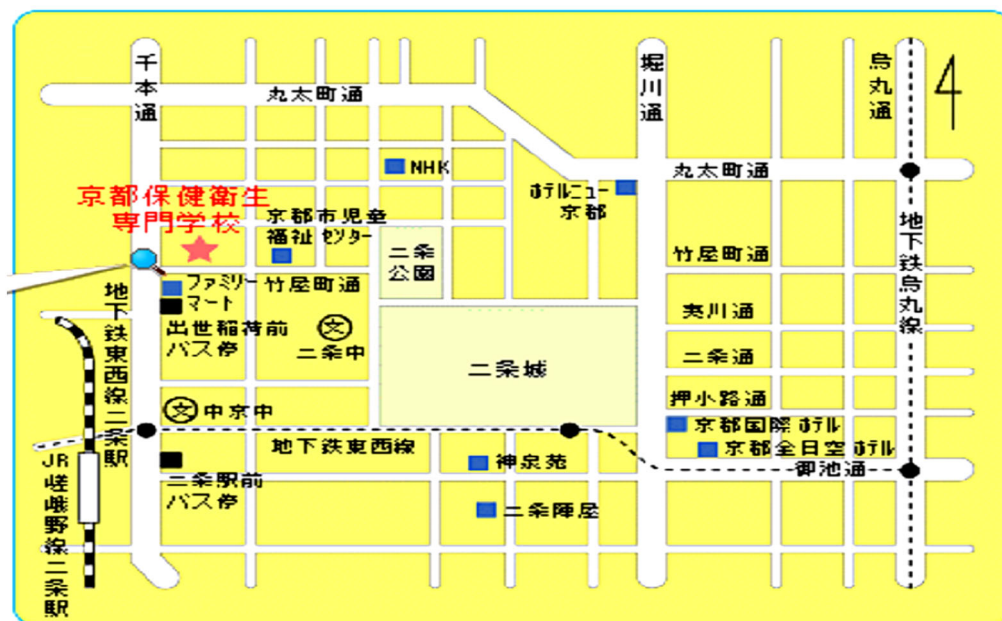 千本通
丸太町通
堀川通
烏丸通
NHK
丸太町通
京都保健衛生
専門学校
京都市児童
福祉センター
ホテルニュー
京都
二条
公園
竹屋町通
地下鉄烏丸線
ファミリー
マート
竹屋町通
地下鉄東西線二条駅
出世稲荷前
バス停
文
二条中
夷川通
二条城
二条通
押小路通
文
中京中
地下鉄東西線
京都国際ホテル
京都全日空ホテル
御池通
JR嵯峨野線二条駅
二条駅前
バス停
神泉苑
二条陣屋